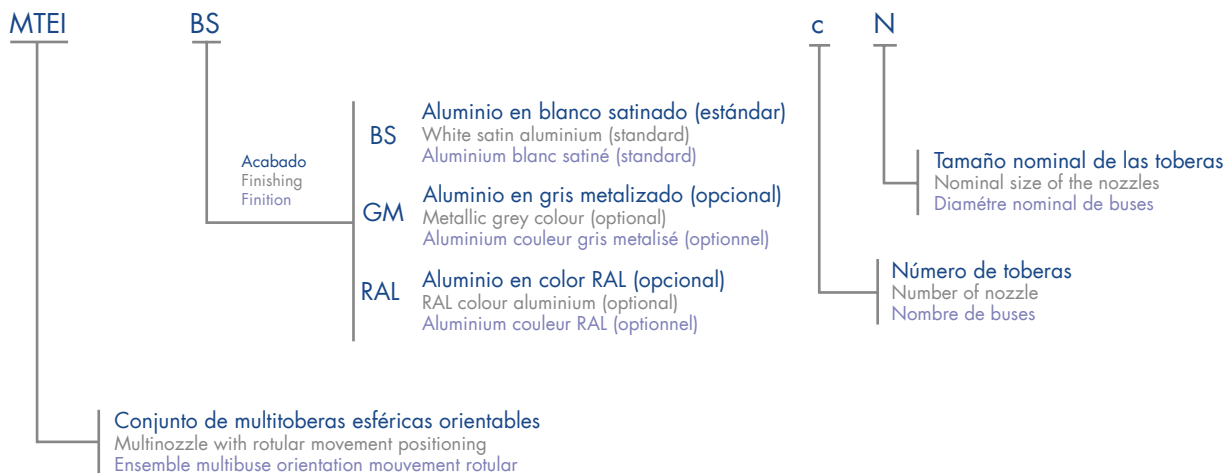 MTEI BS c N
Acabado
Finishing
Finition
BS
Aluminio en blanco satinado (estándar)
White satin aluminium (standard)
Aluminium blanc satiné (standard)
GM
Aluminio en gris metalizado (opcional)
Metallic grey colour (optional)
Aluminium couleur gris metalisé (optionnel)
RAL
Aluminio en color RAL (opcional)
RAL colour aluminium (optional)
Aluminium couleur RAL (optionnel)
Tamaño nominal de las toberas
Nominal size of the nozzles
Diamétre nominal de buses
Número de toberas
Number of nozzle
Nombre de buses
Conjunto de multitoberas esféricas orientables
Multinozzle with rotular movement positioning
Ensemble multibuse orientation mouvement rotular